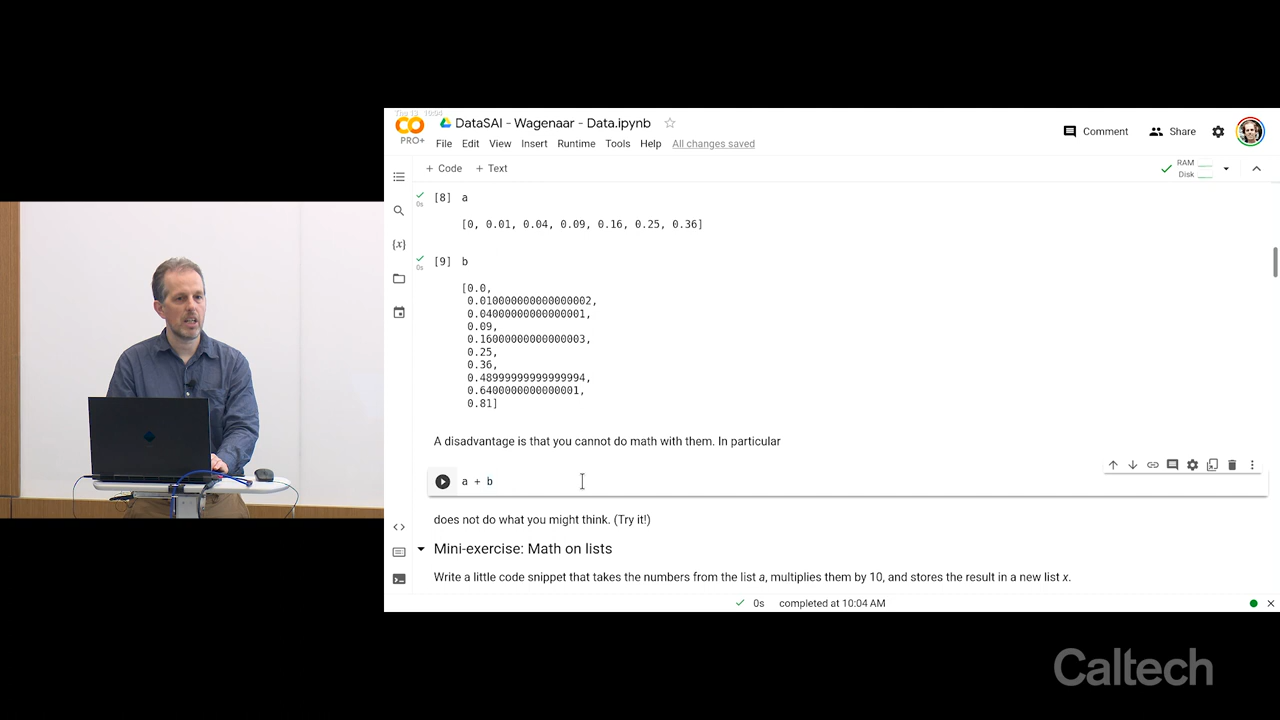 DataSAI - Wagenaar - Data.ipynb
PRO+
File Edit View Insert Runtime Tools Help All changes saved
Comment Share
+ Code + Text
RAM
Disk
[8] a
0s
[0, 0.01, 0.04, 0.09, 0.16, 0.25, 0.36]
{x}
[9] b
0s
[0.0,
0.010000000000000002,
0.04000000000000001,
0.09,
0.16000000000000003,
0.25,
0.36,
0.48999999999999994,
0.6400000000000001,
0.81]
A disadvantage is that you cannot do math with them. In particular
a + b
does not do what you might think. (Try it!)
Mini-exercise: Math on lists
Write a little code snippet that takes the numbers from the list a, multiplies them by 10, and stores the result in a new list x.
0s completed at 10:04 AM
Caltech